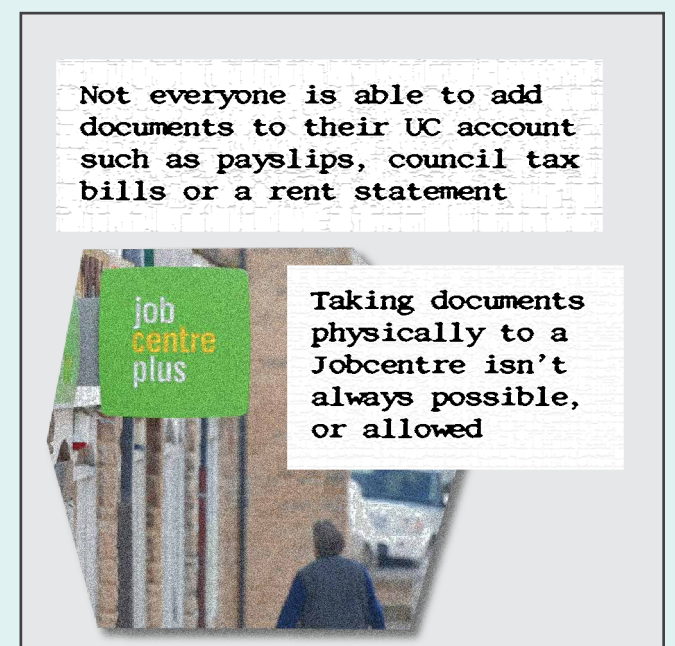 Not everyone is able to add
documents to their UC account
such as payslips, council tax
bills or a rent statement
job
centre
plus
Taking documents
physically to a
Jobcentre isn't
always possible,
or allowed